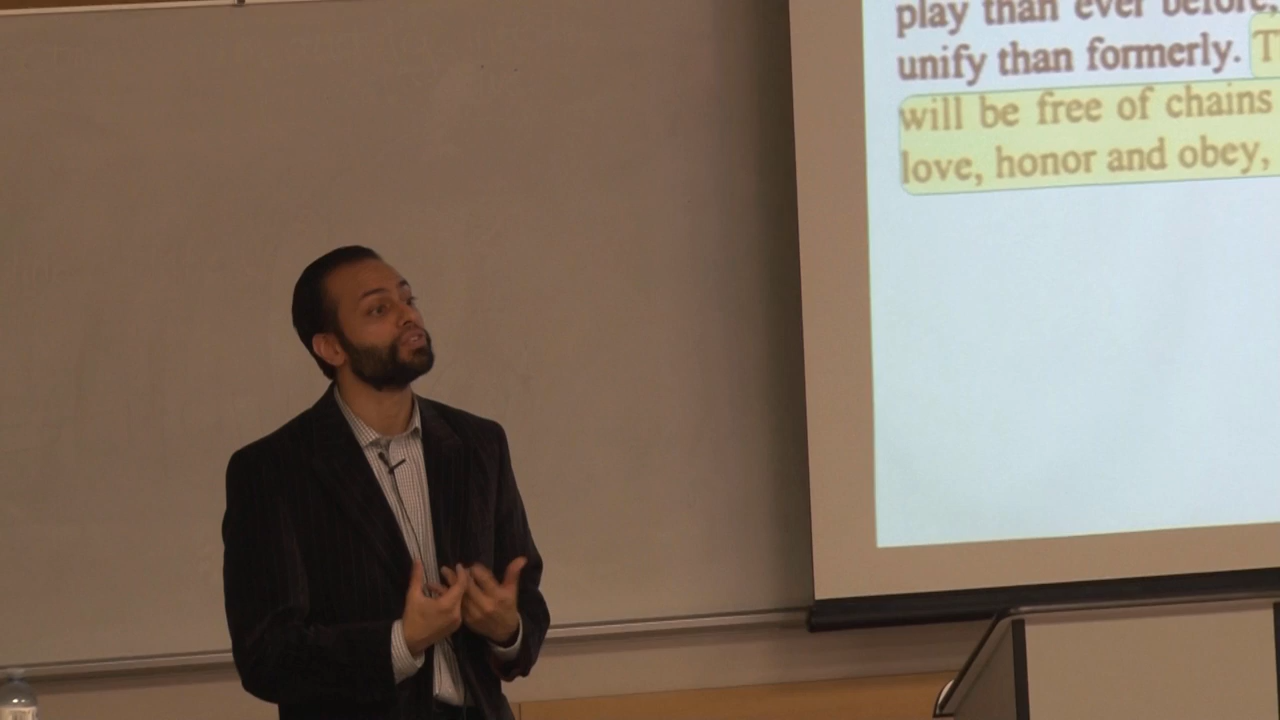 play than ever before,
unify than formerly. T
will be free of chains
love, honor and obey,